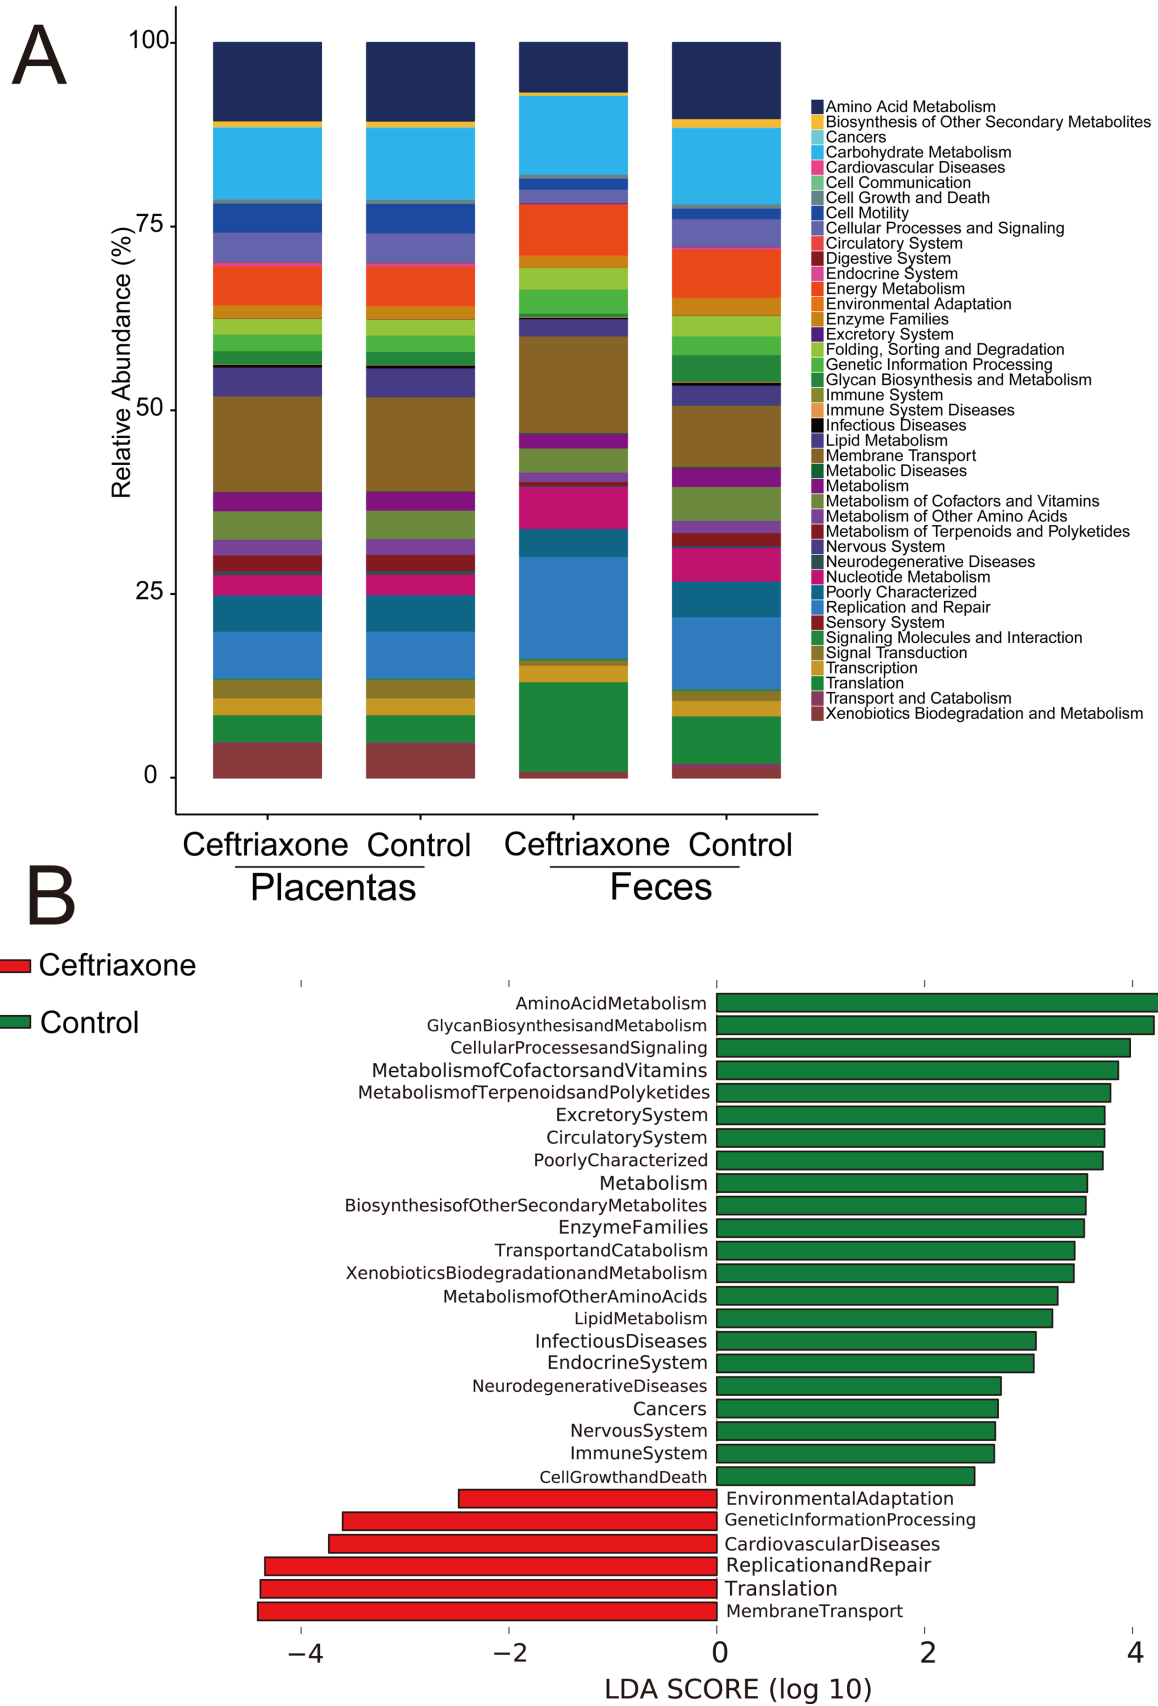 A
100
75
50
25
0
Relative Abundance (%)
Amino Acid Metabolism
Biosynthesis of Other Secondary Metabolites
Cancers
Carbohydrate Metabolism
Cardiovascular Diseases
Cell Communication
Cell Growth and Death
Cell Motility
Cellular Processes and Signaling
Circulatory System
Digestive System
Endocrine System
Energy Metabolism
Environmental Adaptation
Enzyme Families
Excretory System
Folding, Sorting and Degradation
Genetic Information Processing
Glycan Biosynthesis and Metabolism
Immune System
Immune System Diseases
Infectious Diseases
Lipid Metabolism
Membrane Transport
Metabolic Diseases
Metabolism
Metabolism of Cofactors and Vitamins
Metabolism of Other Amino Acids
Metabolism of Terpenoids and Polyketides
Nervous System
Neurodegenerative Diseases
Nucleotide Metabolism
Poorly Characterized
Replication and Repair
Sensory System
Signaling Molecules and Interaction
Signal Transduction
Transcription
Translation
Transport and Catabolism
Xenobiotics Biodegradation and Metabolism
Ceftriaxone Control Ceftriaxone Control
Placentas Feces
B
Ceftriaxone
Control
AminoAcidMetabolism
GlycanBiosynthesisandMetabolism
CellularProcessesandSignaling
MetabolismofCofactorsandVitamins
MetabolismofTerpenoidsandPolyketides
ExcretorySystem
CirculatorySystem
PoorlyCharacterized
Metabolism
BiosynthesisofOtherSecondaryMetabolites
EnzymeFamilies
TransportandCatabolism
XenobioticsBiodegradationandMetabolism
MetabolismofOtherAminoAcids
LipidMetabolism
InfectiousDiseases
EndocrineSystem
NeurodegenerativeDiseases
Cancers
NervousSystem
ImmuneSystem
CellGrowthandDeath
EnvironmentalAdaptation
GeneticInformationProcessing
CardiovascularDiseases
ReplicationandRepair
Translation
MembraneTransport
−4 −2 0 2 4
LDA SCORE (log 10)